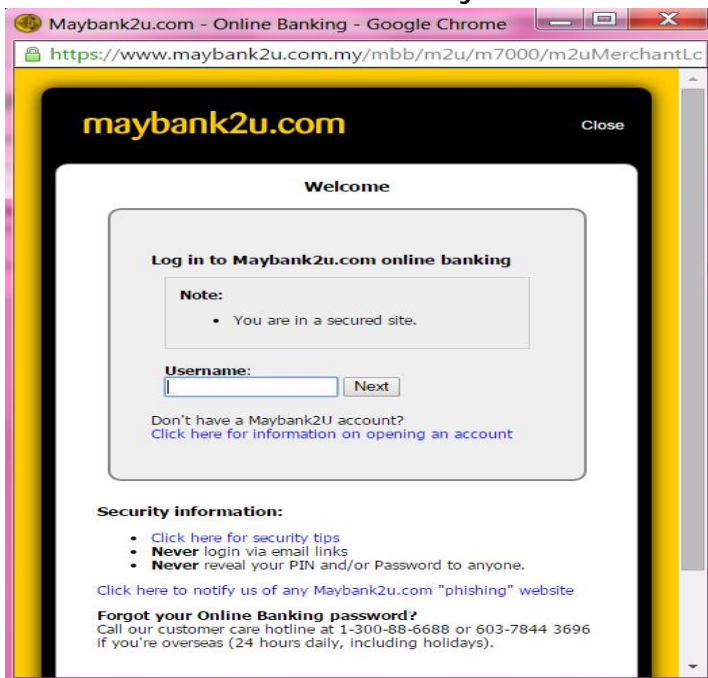 Maybank2u.com - Online Banking - Google Chrome
https://www.maybank2u.com.my/mbb/m2u/m7000/m2uMerchantLc
maybank2u.com
Close
Welcome
Log in to Maybank2u.com online banking
Note:
• You are in a secured site.
Username:
Next
Don't have a Maybank2U account?
Click here for information on opening an account
Security information:
• Click here for security tips
• Never login via email links
• Never reveal your PIN and/or Password to anyone.
Click here to notify us of any Maybank2u.com "phishing" website
Forgot your Online Banking password?
Call our customer care hotline at 1-300-88-6688 or 603-7844 3696
if you're overseas (24 hours daily, including holidays).